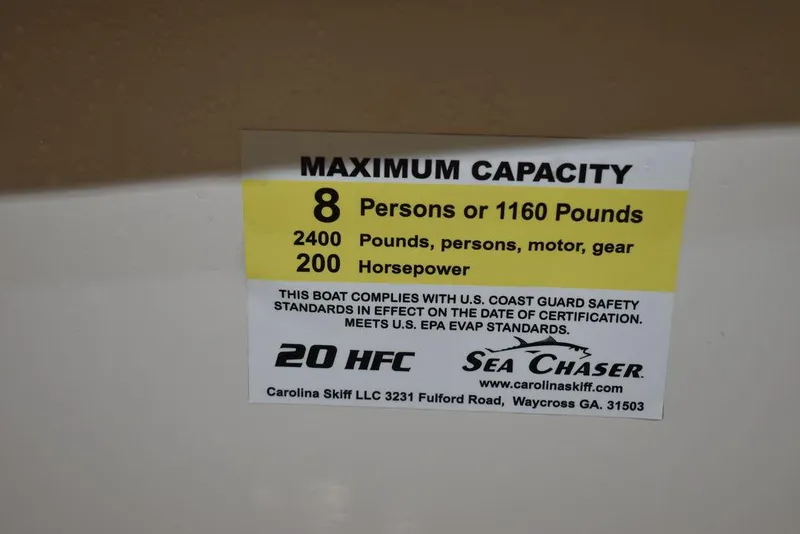 MAXIMUM CAPACITY
8 Persons or 1160 Pounds
2400 Pounds, persons, motor, gear
200 Horsepower
THIS BOAT COMPLIES WITH U.S. COAST GUARD SAFETY
STANDARDS IN EFFECT ON THE DATE OF CERTIFICATION.
MEETS U.S. EPA EVAP STANDARDS.
20 HFC SEA CHASER
www.carolinaskiff.com
Carolina Skiff LLC 3231 Fulford Road, Waycross GA. 31503